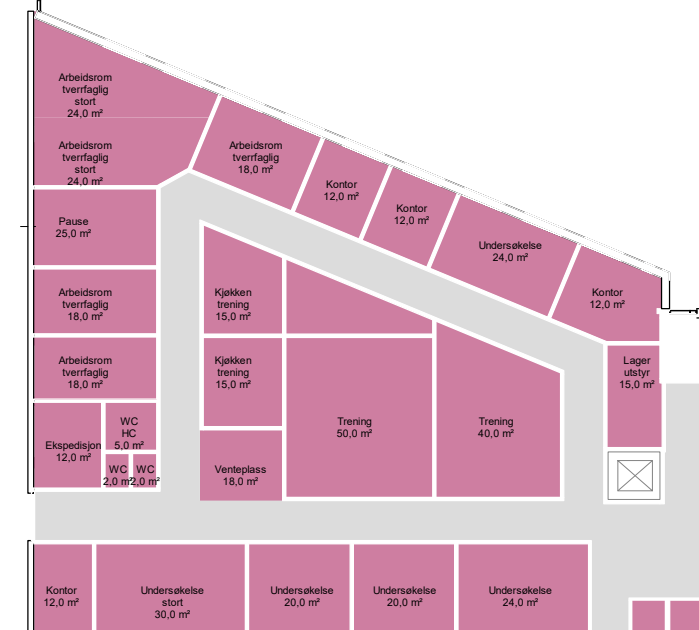 Arbeidsrom
tverrfaglig
stort
24,0 m²
Arbeidsrom
tverrfaglig
stort
24,0 m²
Arbeidsrom
tverrfaglig
18,0 m²
Kontor
12,0 m²
Kontor
12,0 m²
Undersøkelse
24,0 m²
Kontor
12,0 m²
Pause
25,0 m²
Arbeidsrom
tverrfaglig
18,0 m²
Kjøkken
trening
15,0 m²
Arbeidsrom
tverrfaglig
18,0 m²
Kjøkken
trening
15,0 m²
Lager
utstyr
15,0 m²
Ekspedisjon
12,0 m²
WC
HC
5,0 m²
WC
2,0 m²
WC
2,0 m²
Venteplass
18,0 m²
Trening
50,0 m²
Trening
40,0 m²
Kontor
12,0 m²
Undersøkelse
stort
30,0 m²
Undersøkelse
20,0 m²
Undersøkelse
20,0 m²
Undersøkelse
24,0 m²